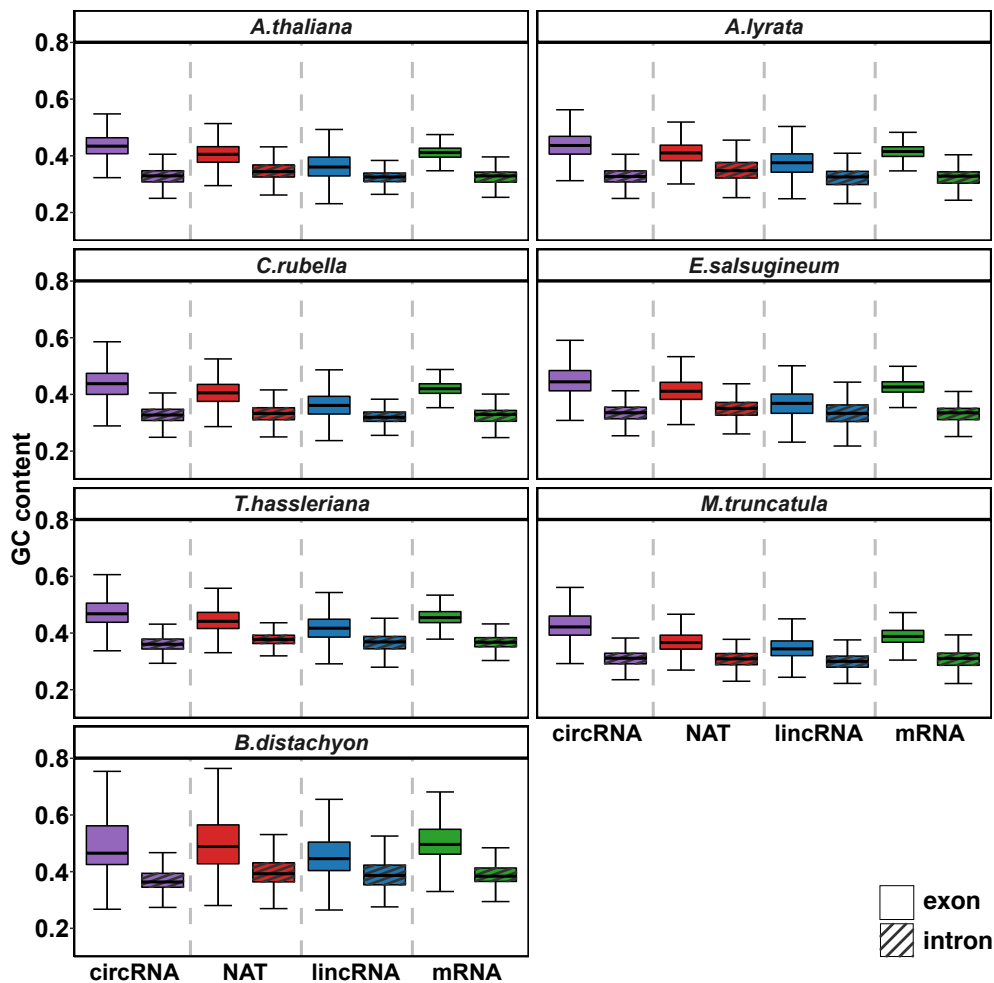 A.thaliana
A.lyrata
0.8
0.6
0.4
0.2
C.rubella
E.salsugineum
0.8
0.6
0.4
0.2
GC content
T.hassleriana
M.truncatula
0.8
0.6
0.4
0.2
circRNA NAT lincRNA mRNA
B.distachyon
0.8
0.6
0.4
0.2
circRNA NAT lincRNA mRNA
exon
intron